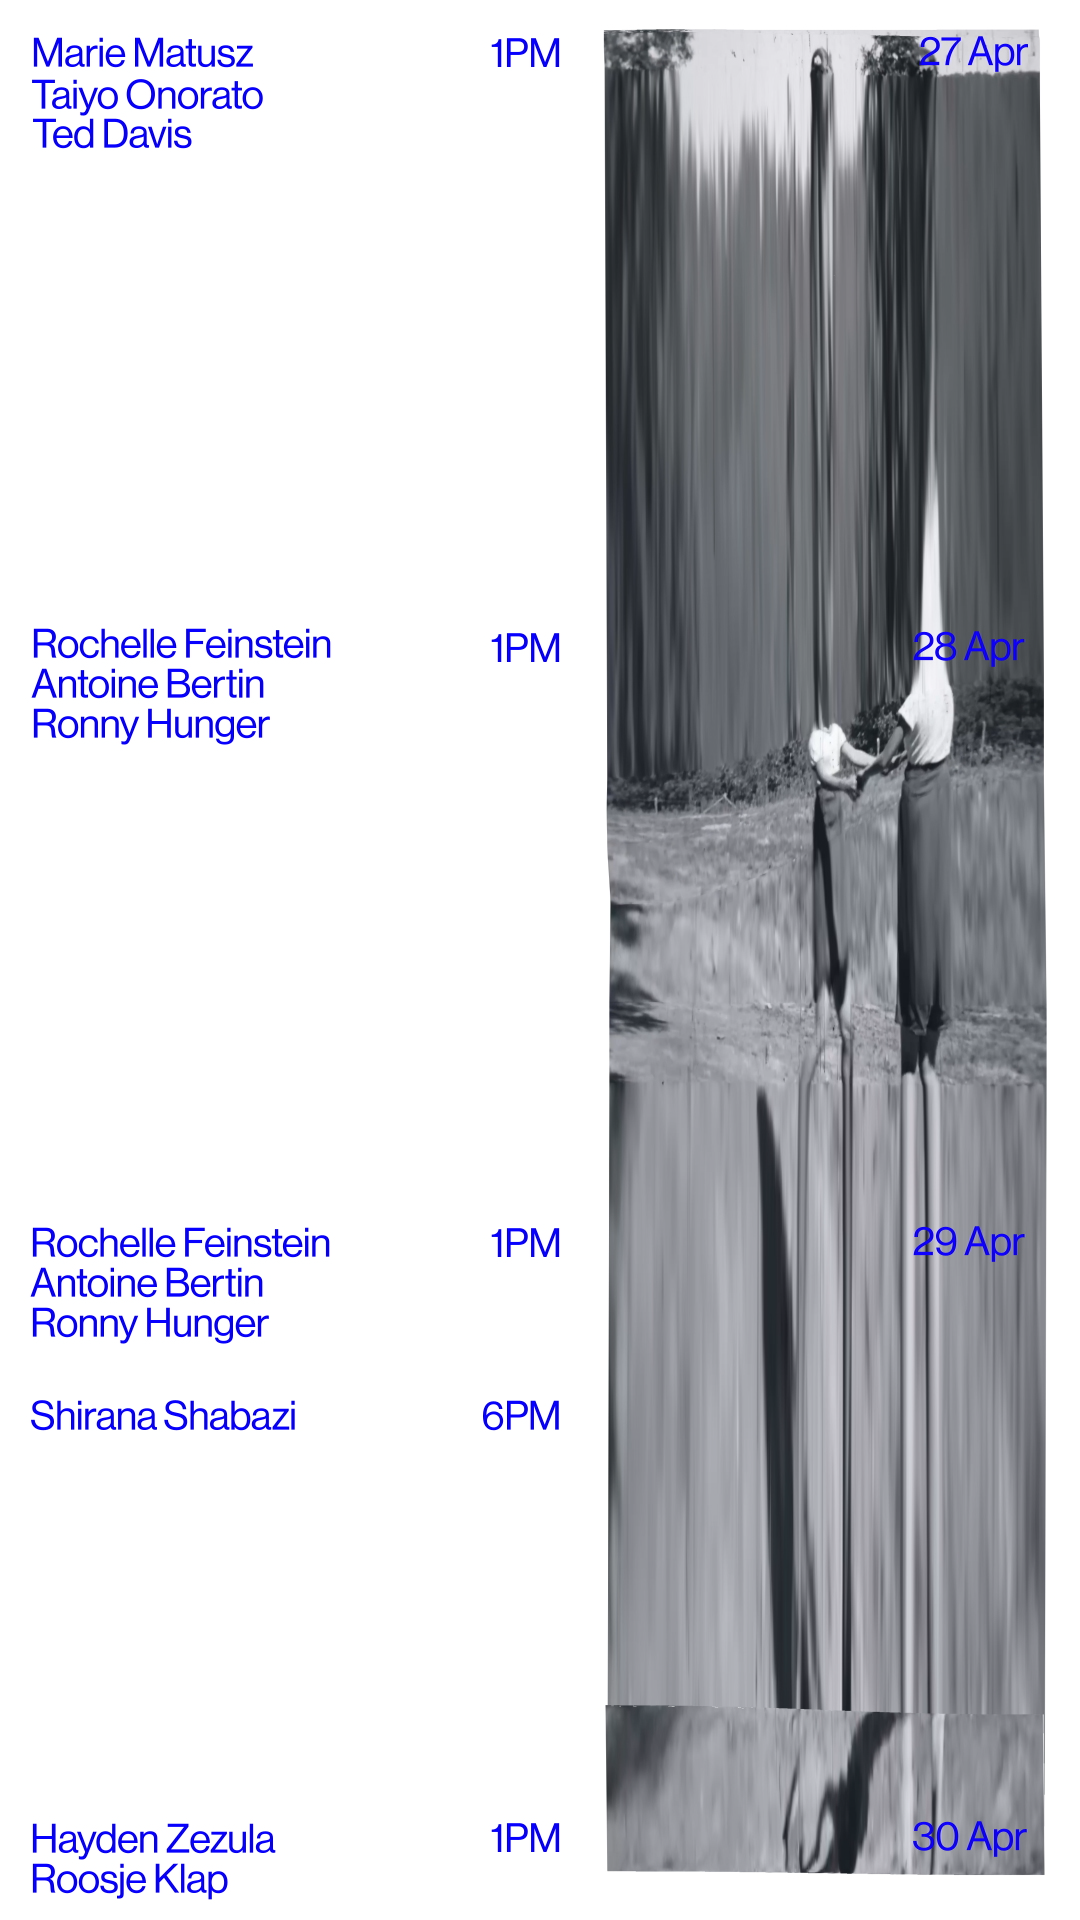 Marie Matusz 1PM 27 Apr
Taiyo Onorato
Ted Davis
Rochelle Feinstein 1PM 28 Apr
Antoine Bertin
Ronny Hunger
Rochelle Feinstein 1PM 29 Apr
Antoine Bertin
Ronny Hunger
Shirana Shabazi 6PM
Hayden Zezula 1PM 30 Apr
Roosje Klap